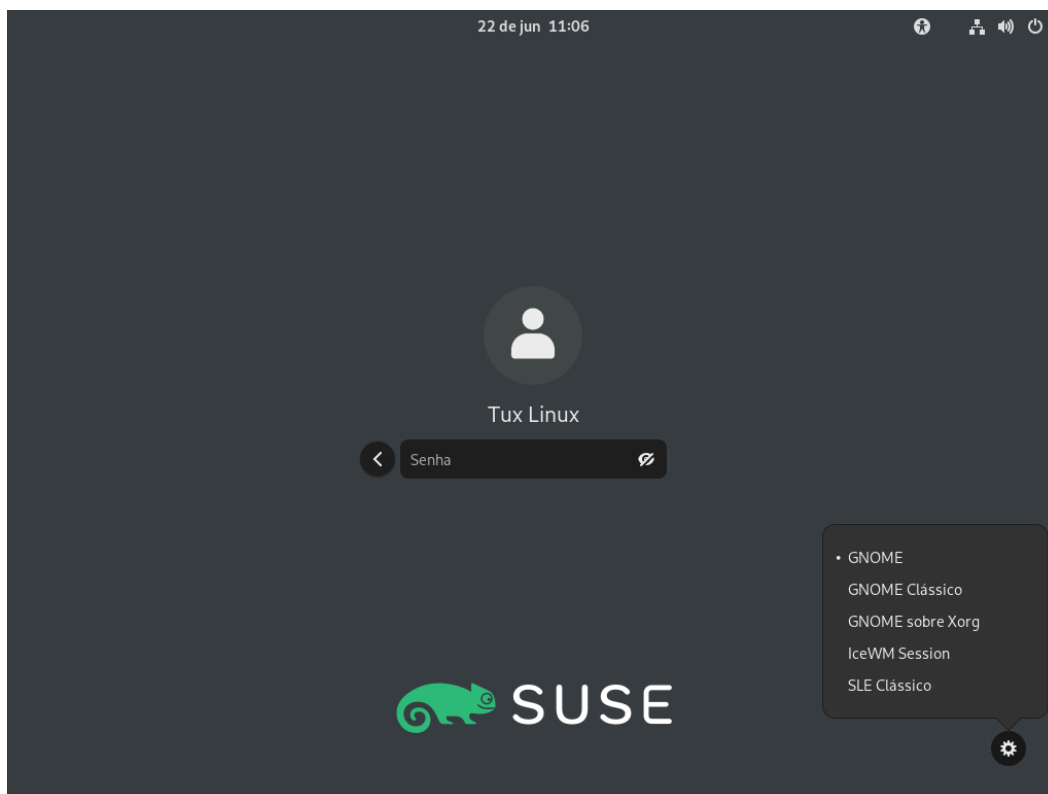 22 de jun 11:06
Tux Linux
Senha
GNOME
GNOME Clássico
GNOME sobre Xorg
IceWM Session
SLE Clássico
SUSE